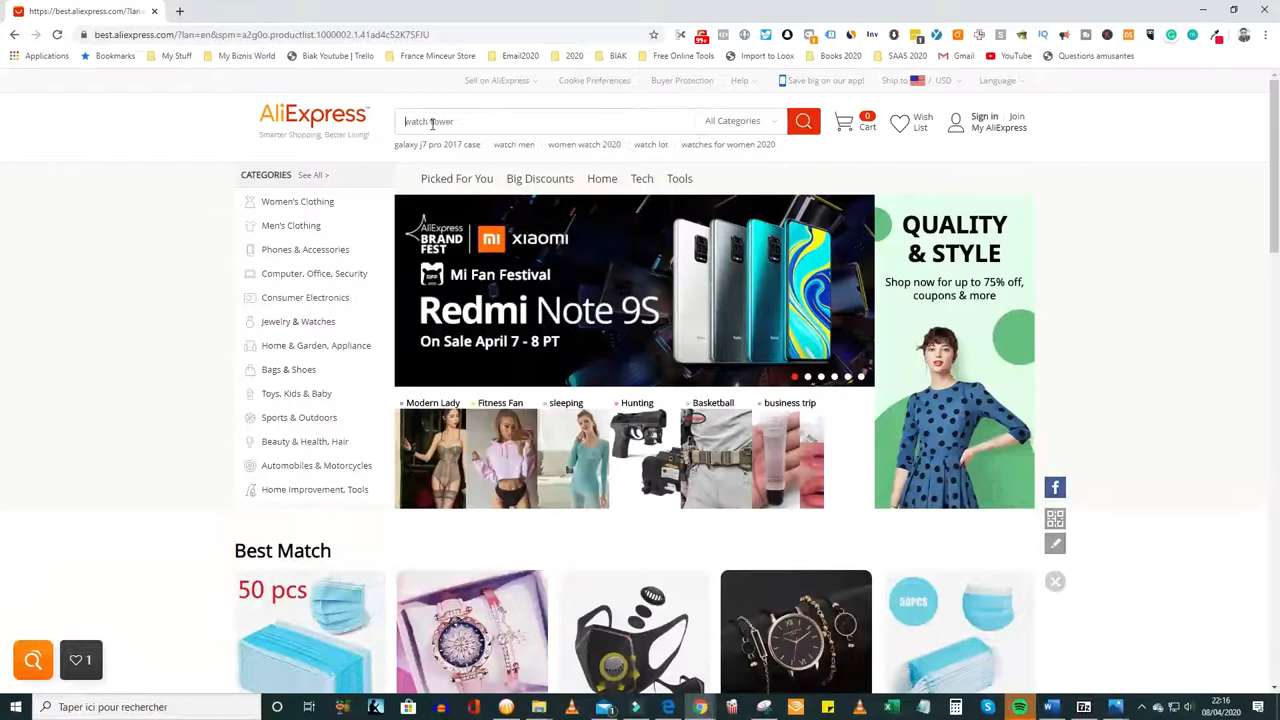 https://best.aliexpress.com/?lan=
best.aliexpress.com/?lan=en&spm=a2g0o.productlist.1000002.1.41ad4c52K7SFJU
99+
Inv
IQ
Applications
Bookmarks
My Stuff
My Biznis World
Biak Youtube | Trello
France Minceur Store
Email2020
2020
BIAK
Free Online Tools
Import to Loox
Books 2020
SAAS 2020
Gmail
YouTube
Questions amusantes
Sell on AliExpress
Cookie Preferences
Buyer Protection
Help
Save big on our app!
Ship to
/ USD
Language
AliExpress
Smarter Shopping, Better Living!
watch flower
All Categories
0
Cart
Wish
List
Sign in
Join
My AliExpress
galaxy j7 pro 2017 case
watch men
women watch 2020
watch lot
watches for women 2020
CATEGORIES
See All >
Picked For You
Big Discounts
Home
Tech
Tools
Women's Clothing
Men's Clothing
Phones & Accessories
Computer, Office, Security
Consumer Electronics
Jewelry & Watches
Home & Garden, Appliance
Bags & Shoes
Toys, Kids & Baby
Sports & Outdoors
Beauty & Health, Hair
Automobiles & Motorcycles
Home Improvement, Tools
AliExpress
BRAND
FEST
mi
xiaomi
Mi Fan Festival
Redmi Note 9S
On Sale April 7 - 8 PT
QUALITY
& STYLE
Shop now for up to 75% off,
coupons & more
Modern Lady
Fitness Fan
sleeping
Hunting
Basketball
business trip
Best Match
50 pcs
50pcs
1
Taper ici pour rechercher
22:16
08/04/2020